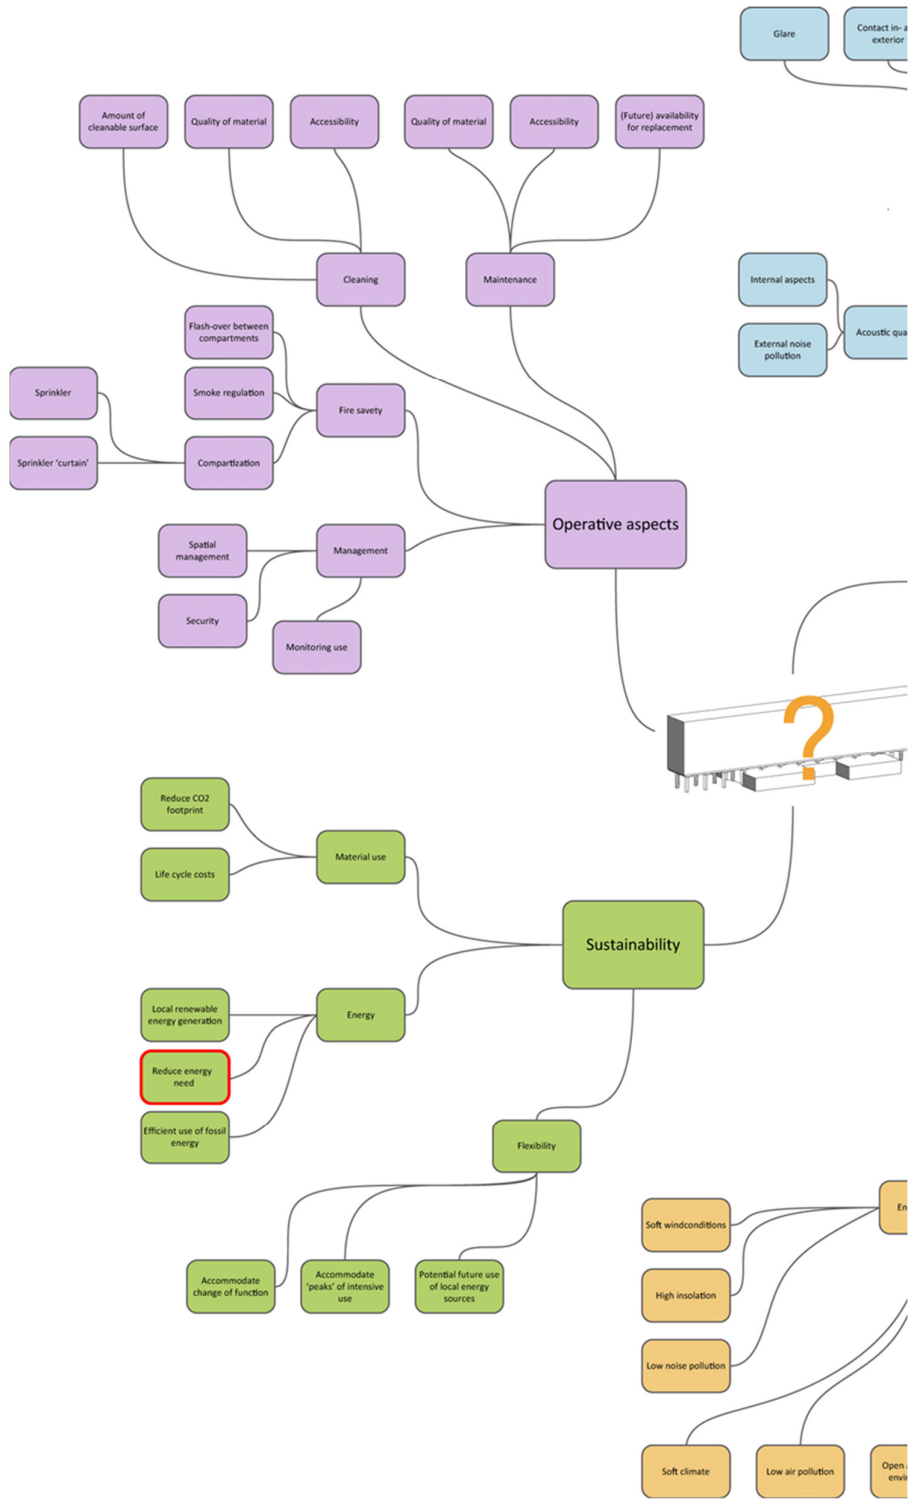 Glare
Contact in- a
exterior
Amount of
cleanable surface
Quality of material
Accessibility
Quality of material
Accessibility
(Future) availability
for replacement
Cleaning
Maintenance
Internal aspects
External noise
pollution
Acoustic qua
Flash-over between
compartments
Sprinkler
Smoke regulation
Fire savety
Sprinkler ‘curtain’
Compartization
Operative aspects
Spatial
management
Management
Security
Monitoring use
?
Reduce CO2
footprint
Material use
Life cycle costs
Sustainability
Local renewable
energy generation
Energy
Reduce energy
need
Efficient use of fossil
energy
Flexibility
Accommodate
change of function
Accommodate
‘peaks’ of intensive
use
Potential future use
of local energy
sources
En
Soft windconditions
High insolation
Low noise pollution
Soft climate
Low air pollution
Open
envir